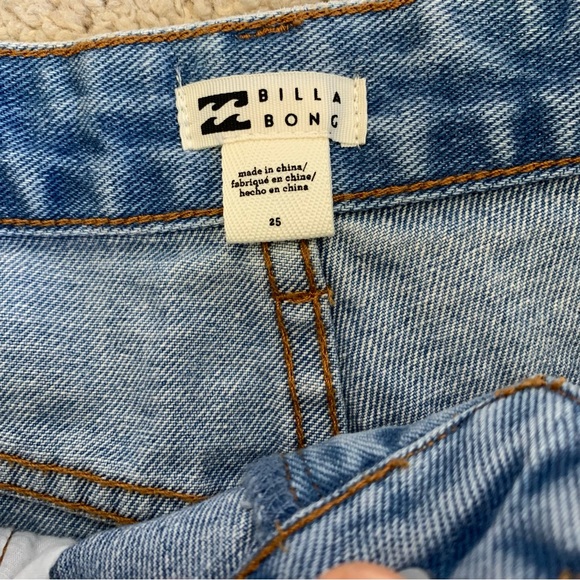 BILLA
BONG
made in china/
fabriqué en chine/
hecho en china
25